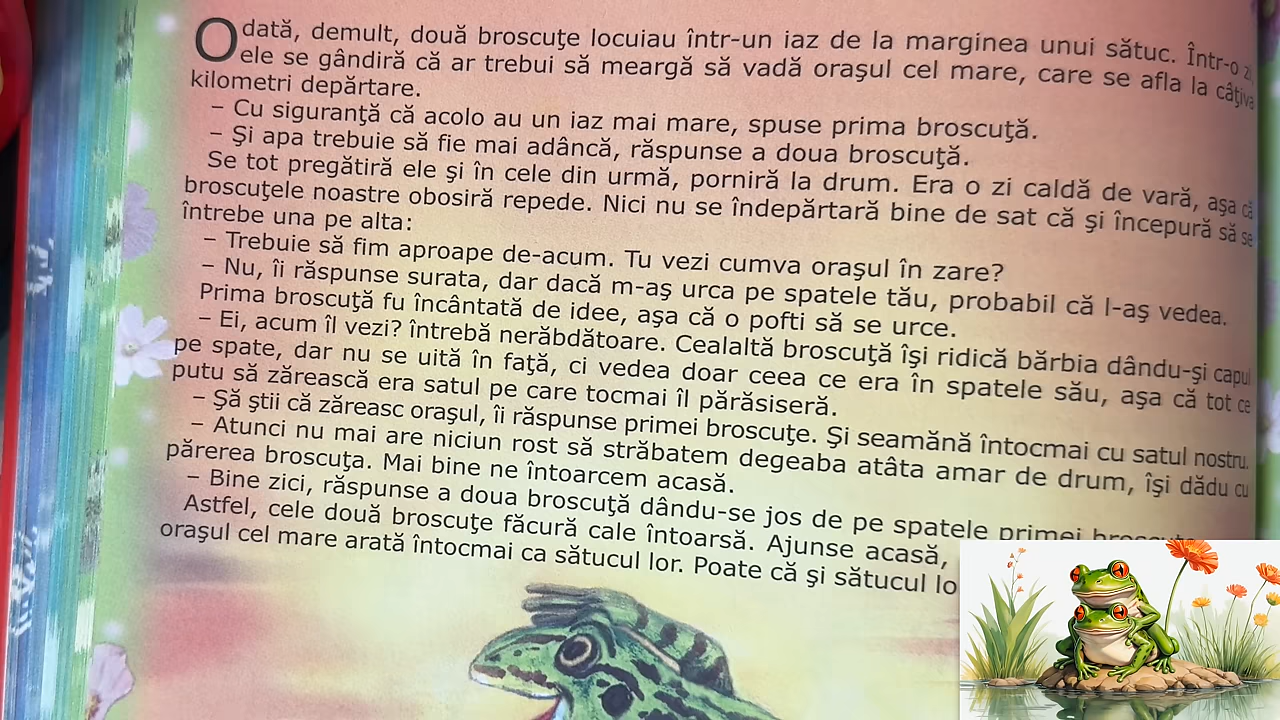 Odată, demult, două broscuţe locuiau într-un iaz de la marginea unui sătuc. Într-o zi
ele se gândiră că ar trebui să meargă să vadă oraşul cel mare, care se afla la câţiva
kilometri depărtare.
– Cu siguranţă că acolo au un iaz mai mare, spuse prima broscuţă.
– Şi apa trebuie să fie mai adâncă, răspunse a doua broscuţă.
Se tot pregătiră ele şi în cele din urmă, porniră la drum. Era o zi caldă de vară, aşa că
broscuţele noastre obosiră repede. Nici nu se îndepărtară bine de sat că şi începură să se
întrebe una pe alta:
– Trebuie să fim aproape de-acum. Tu vezi cumva oraşul în zare?
– Nu, îi răspunse surata, dar dacă m-aş urca pe spatele tău, probabil că l-aş vedea.
Prima broscuţă fu încântată de idee, aşa că o pofti să se urce.
– Ei, acum îl vezi? întrebă nerăbdătoare. Cealaltă broscuţă îşi ridică bărbia dându-şi capul
pe spate, dar nu se uită în faţă, ci vedea doar ceea ce era în spatele său, aşa că tot ce
putu să zărească era satul pe care tocmai îl părăsiseră.
– Şă ştii că zăreasc oraşul, îi răspunse primei broscuţe. Şi seamănă întocmai cu satul nostru.
– Atunci nu mai are niciun rost să străbatem degeaba atâta amar de drum, îşi dădu cu
părerea broscuţa. Mai bine ne întoarcem acasă.
– Bine zici, răspunse a doua broscuţă dându-se jos de pe spatele primei
Astfel, cele două broscuţe făcură cale întoarsă. Ajunse acasă,
oraşul cel mare arată întocmai ca sătucul lor. Poate că şi sătucul lo